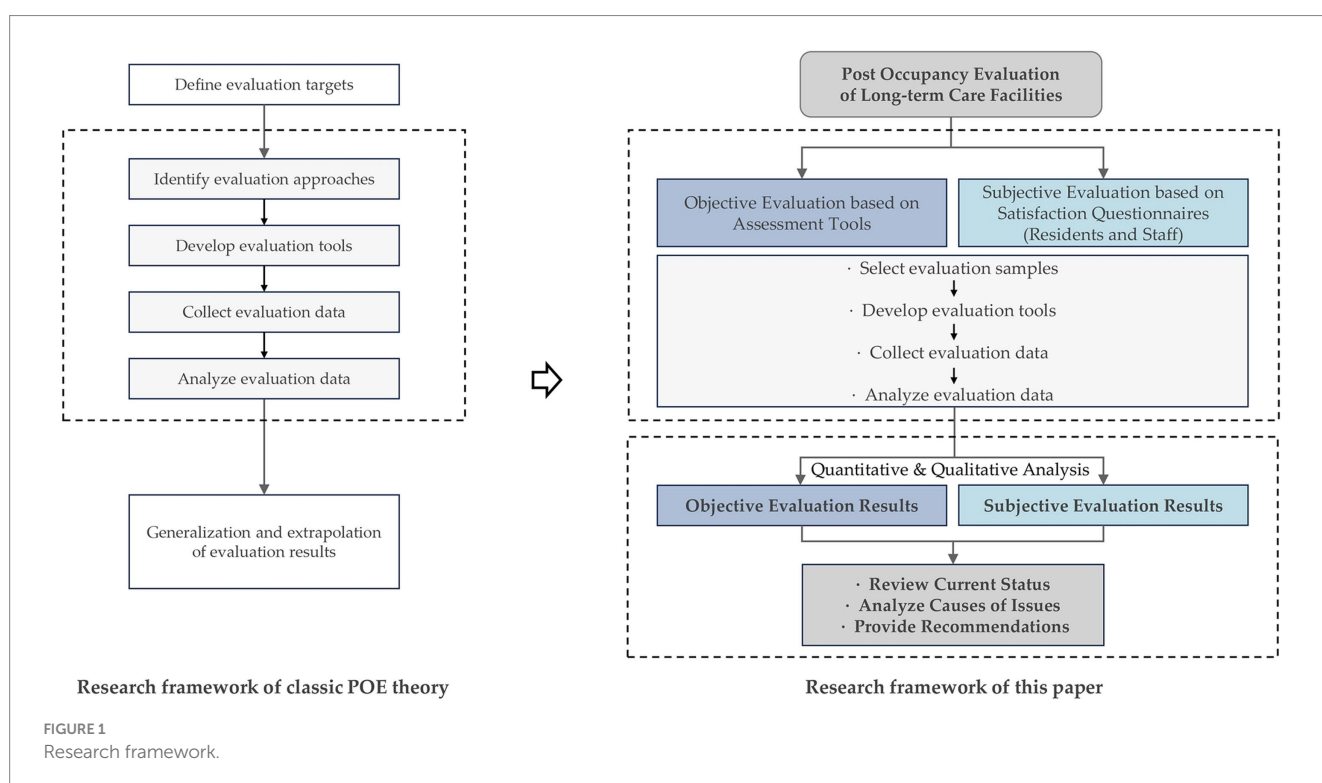 Define evaluation targets
Identify evaluation approaches
Develop evaluation tools
Collect evaluation data
Analyze evaluation data
Generalization and extrapolation
of evaluation results
Research framework of classic POE theory
Post Occupancy Evaluation
of Long-term Care Facilities
Objective Evaluation based on
Assessment Tools
Subjective Evaluation based on
Satisfaction Questionnaires
(Residents and Staff)
· Select evaluation samples
· Develop evaluation tools
· Collect evaluation data
· Analyze evaluation data
Quantitative & Qualitative Analysis
Objective Evaluation Results
Subjective Evaluation Results
· Review Current Status
· Analyze Causes of Issues
· Provide Recommendations
Research framework of this paper
FIGURE 1
Research framework.